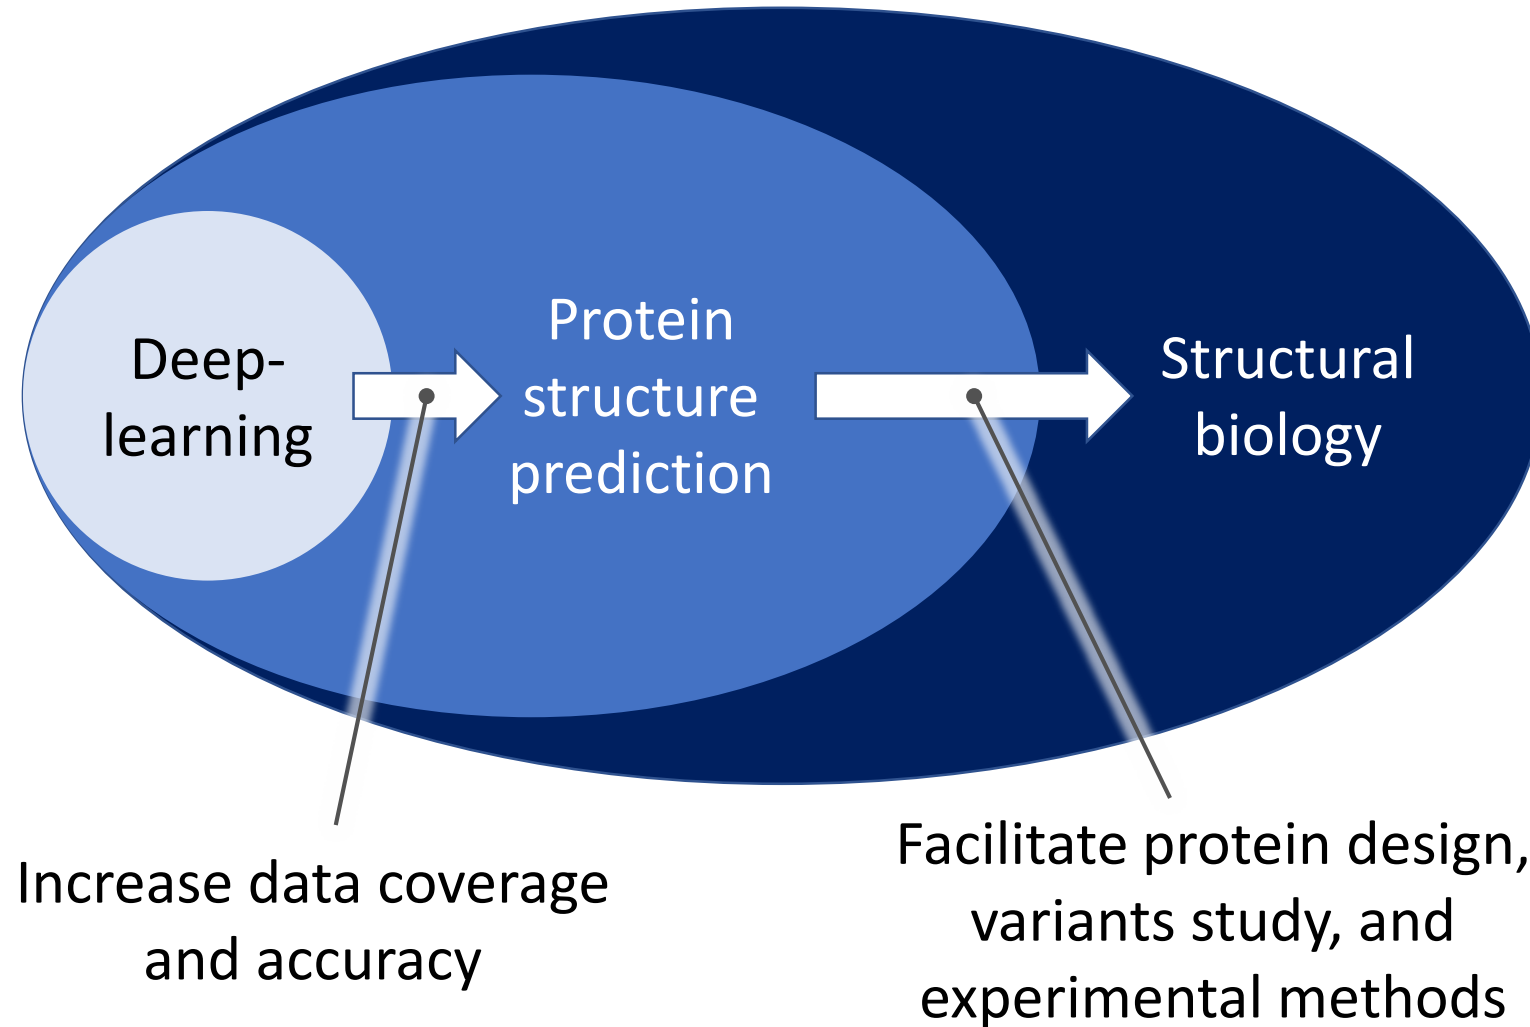 Deep-
learning
Protein
structure
prediction
Structural
biology
Increase data coverage
and accuracy
Facilitate protein design,
variants study, and
experimental methods